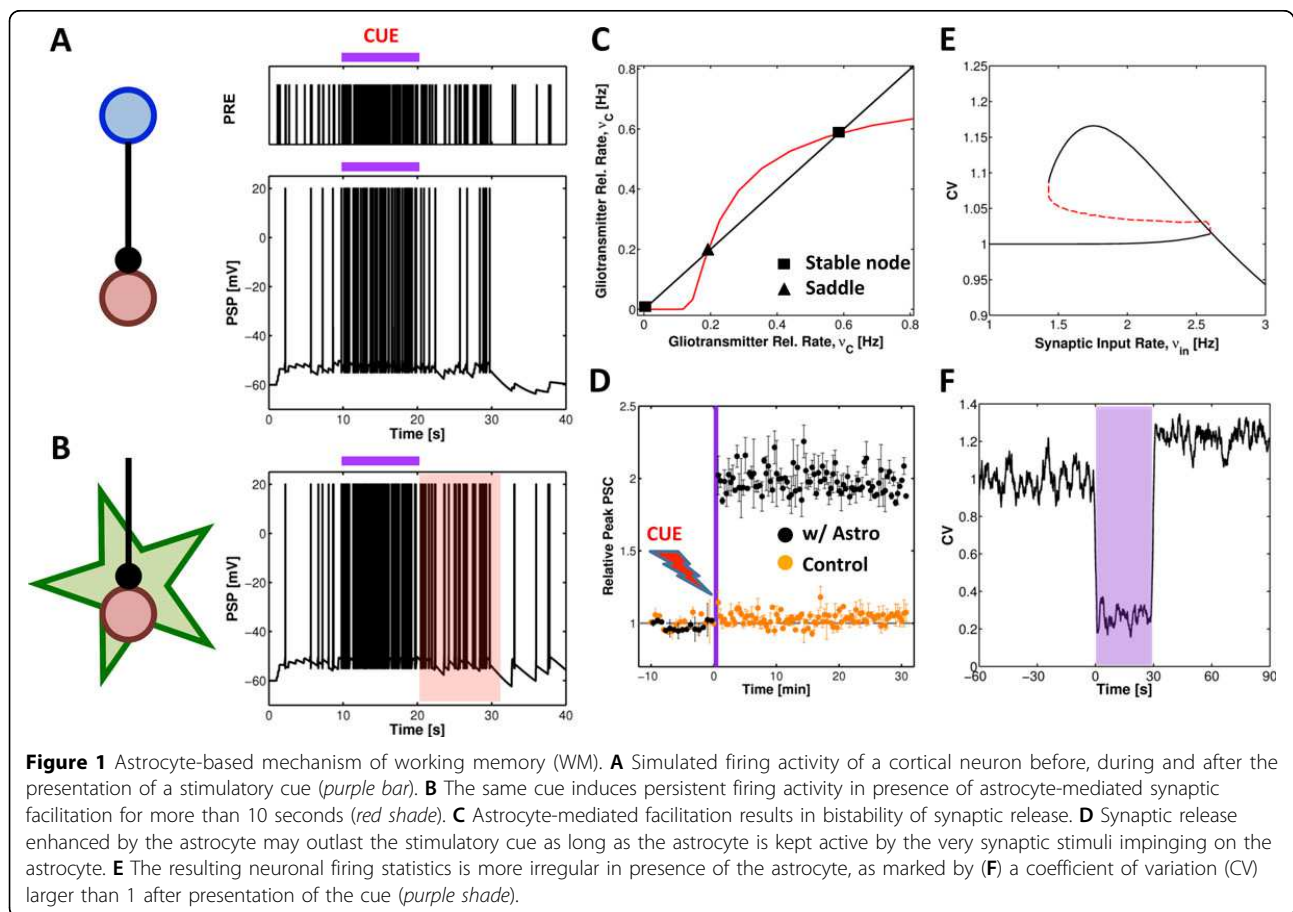 A
CUE
PRE
20
0
−20
−40
−60
PSP [mV]
0 10 20 30 40
Time [s]
B
20
0
−20
−40
−60
PSP [mV]
0 10 20 30 40
Time [s]
C
0.8
0.6
0.4
0.2
0
Gliotransmitter Rel. Rate, νC [Hz]
Stable node
Saddle
0 0.2 0.4 0.6 0.8
Gliotransmitter Rel. Rate, νC [Hz]
D
2.5
2
1.5
1
Relative Peak PSC
CUE
w/ Astro
Control
−10 0 10 20 30
Time [min]
E
1.25
1.2
1.15
1.1
1.05
1
0.95
0.9
CV
1 1.5 2 2.5 3
Synaptic Input Rate, νin [Hz]
F
1.4
1.2
1
0.8
0.6
0.4
0.2
0
CV
−60 −30 0 30 60 90
Time [s]
Figure 1 Astrocyte-based mechanism of working memory (WM). A Simulated firing activity of a cortical neuron before, during and after the
presentation of a stimulatory cue (purple bar). B The same cue induces persistent firing activity in presence of astrocyte-mediated synaptic
facilitation for more than 10 seconds (red shade). C Astrocyte-mediated facilitation results in bistability of synaptic release. D Synaptic release
enhanced by the astrocyte may outlast the stimulatory cue as long as the astrocyte is kept active by the very synaptic stimuli impinging on the
astrocyte. E The resulting neuronal firing statistics is more irregular in presence of the astrocyte, as marked by (F) a coefficient of variation (CV)
larger than 1 after presentation of the cue (purple shade).